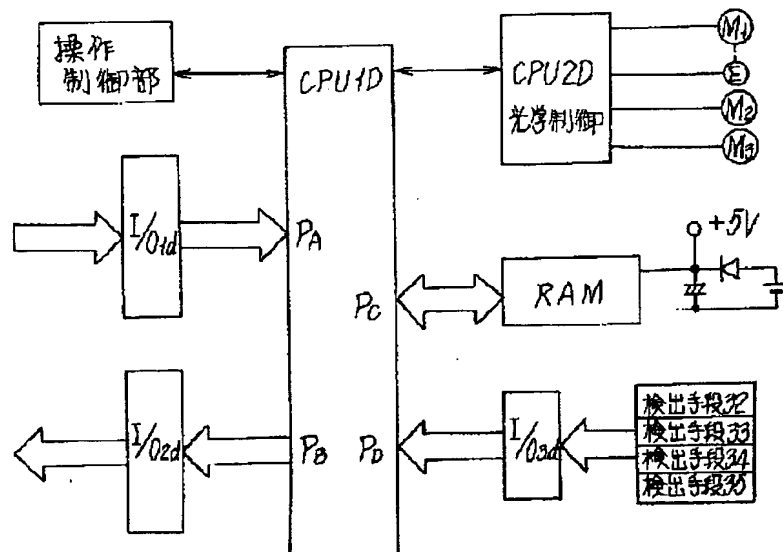 操作
制御部
CPU1D
CPU2D
光学制御
M1
E
M2
M3
I/O1d
PA
+5V
RAM
PC
I/O2d
PB
PD
I/O3d
検出手段32
検出手段33
検出手段34
検出手段35